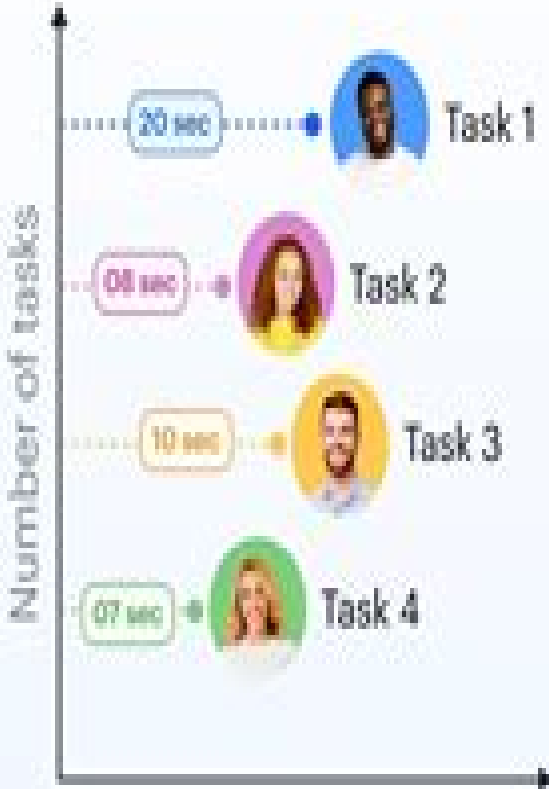 Number of tasks
20 sec
Task 1
08 sec
Task 2
10 sec
Task 3
07 sec
Task 4